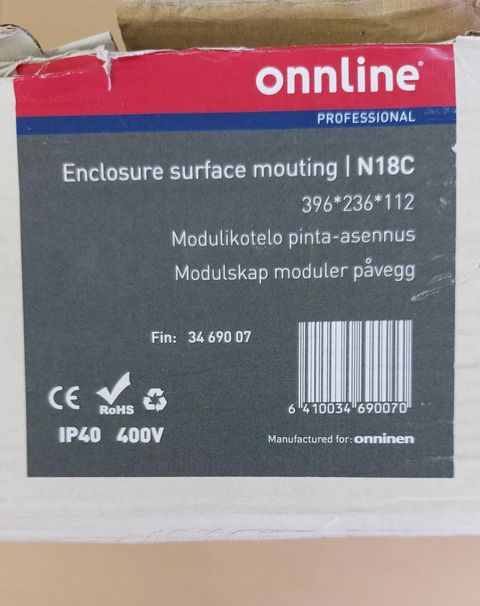 onnline®
PROFESSIONAL
Enclosure surface mouting | N18C
396*236*112
Modulikotelo pinta-asennus
Modulskap moduler påvegg
Fin: 34 690 07
6 410034 690070
CE RoHS
IP40 400V
Manufactured for: onninen